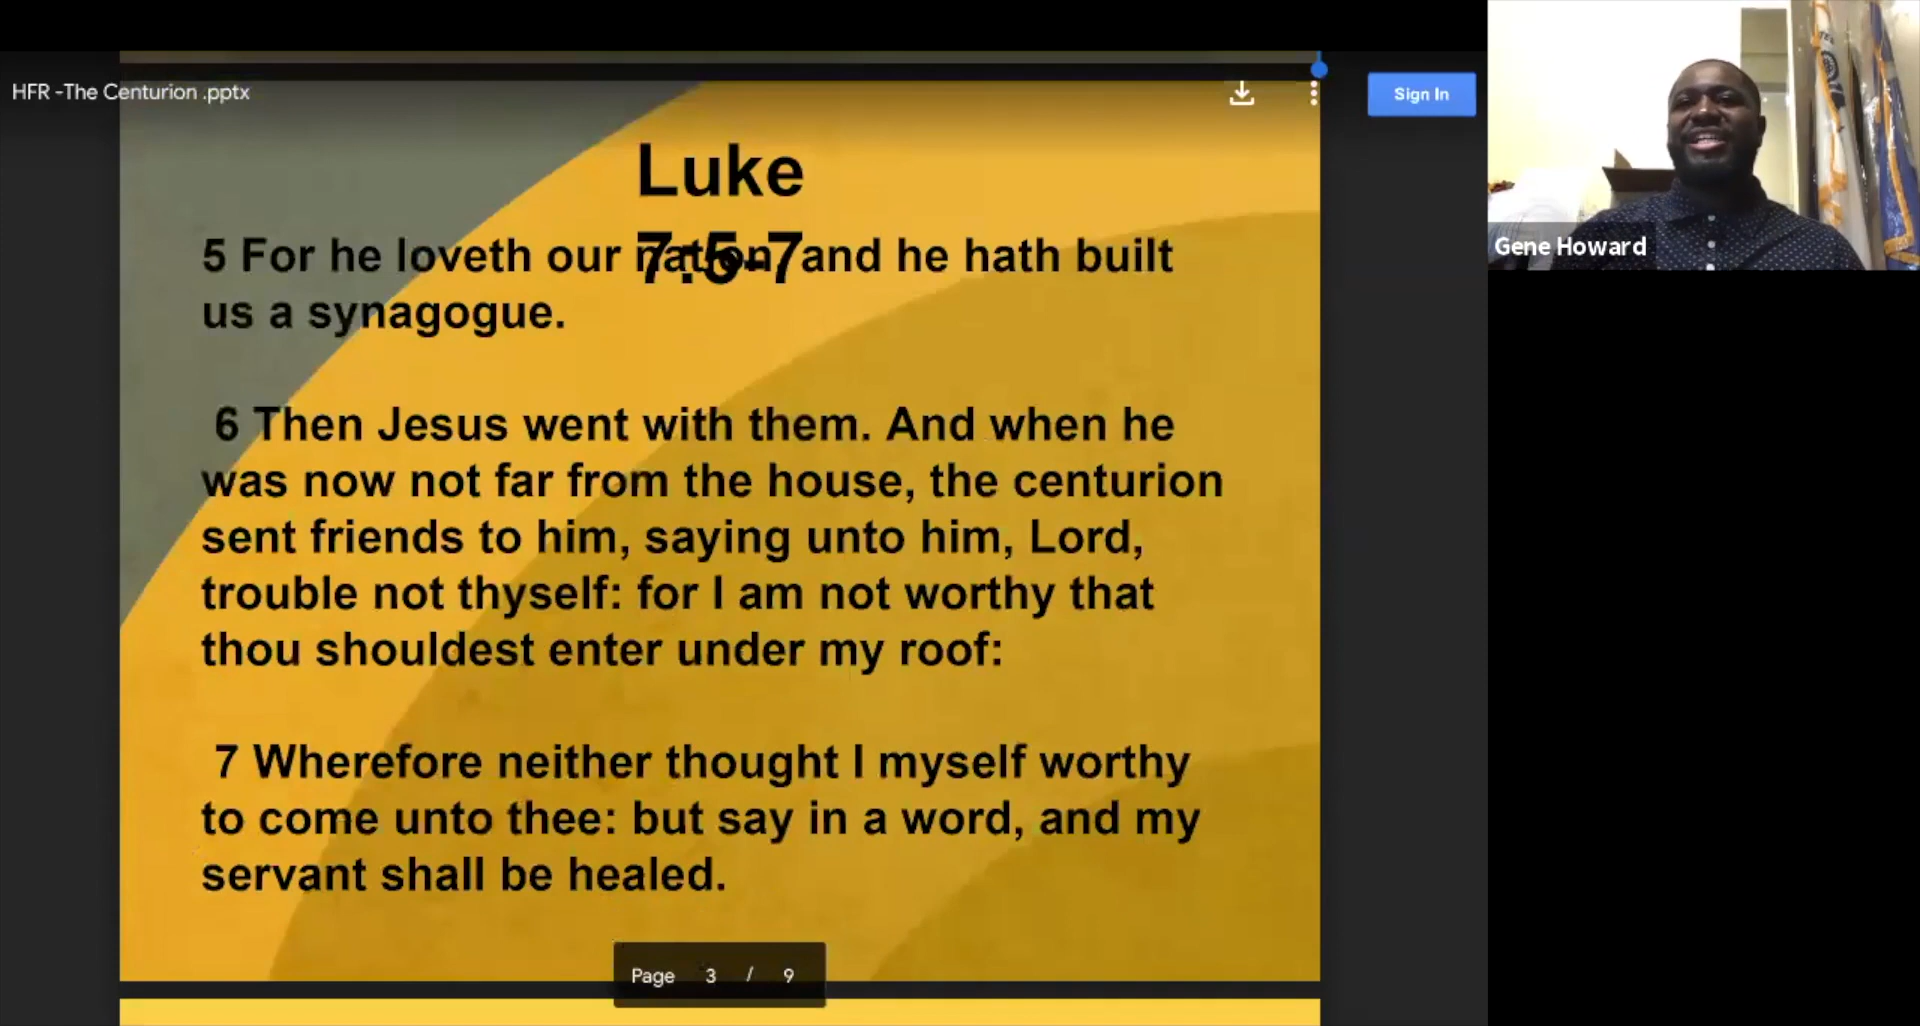 HFR -The Centurion .pptx
Sign In
Luke
7:5-7
5 For he loveth our nation, and he hath built
us a synagogue.
6 Then Jesus went with them. And when he
was now not far from the house, the centurion
sent friends to him, saying unto him, Lord,
trouble not thyself: for I am not worthy that
thou shouldest enter under my roof:
7 Wherefore neither thought I myself worthy
to come unto thee: but say in a word, and my
servant shall be healed.
Page 3 / 9
Gene Howard